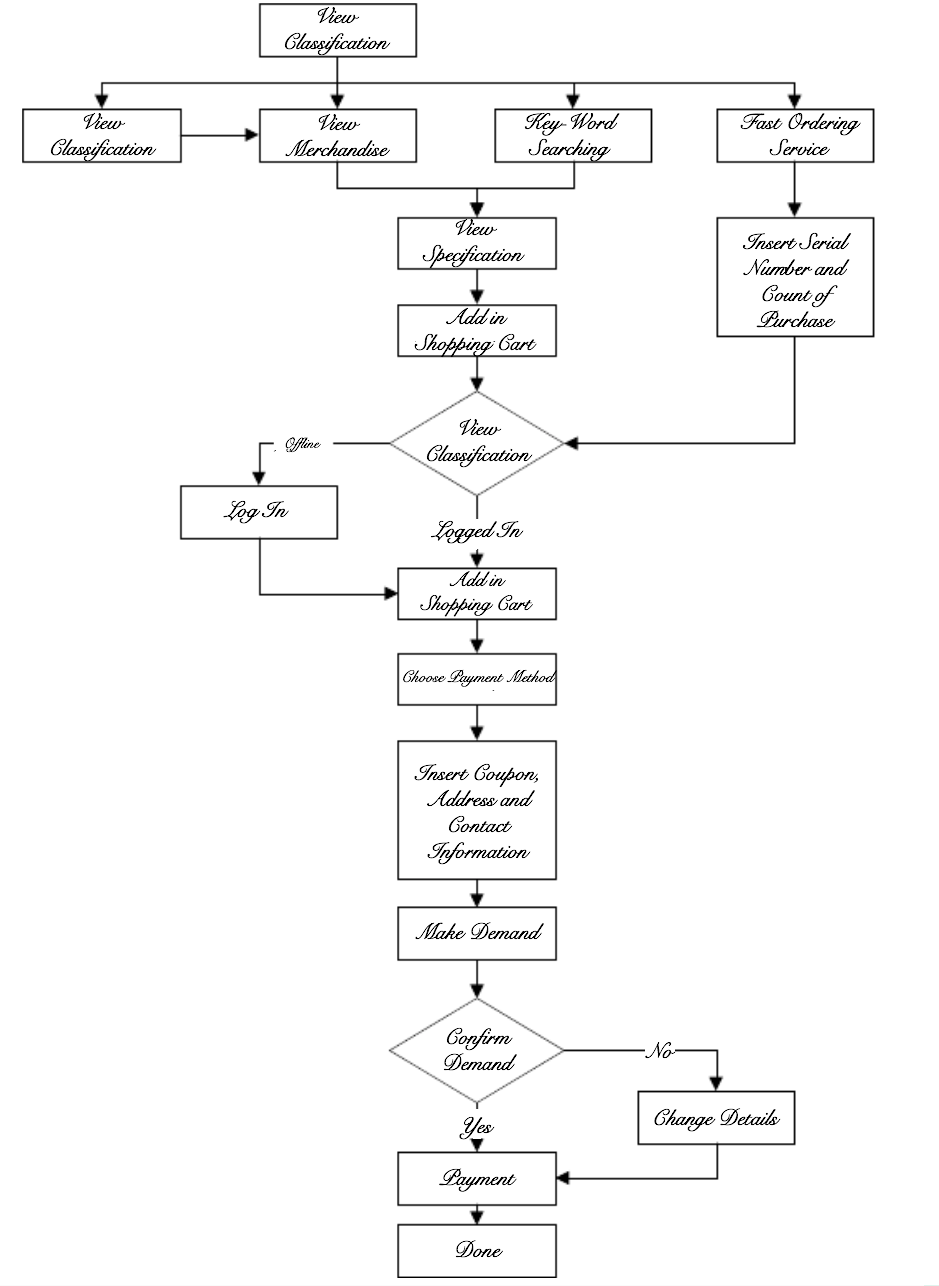 View
Classification
View
Classification
View
Merchandise
Key-Word
Searching
Fast Ordering
Service
View
Specification
Insert Serial
Number and
Count of
Purchase
Add in
Shopping Cart
View
Classification
Offline
Log In
Logged In
Add in
Shopping Cart
Choose Payment Method
Insert Coupon,
Address and
Contact
Information
Make Demand
Confirm
Demand
No
Change Details
Yes
Payment
Done